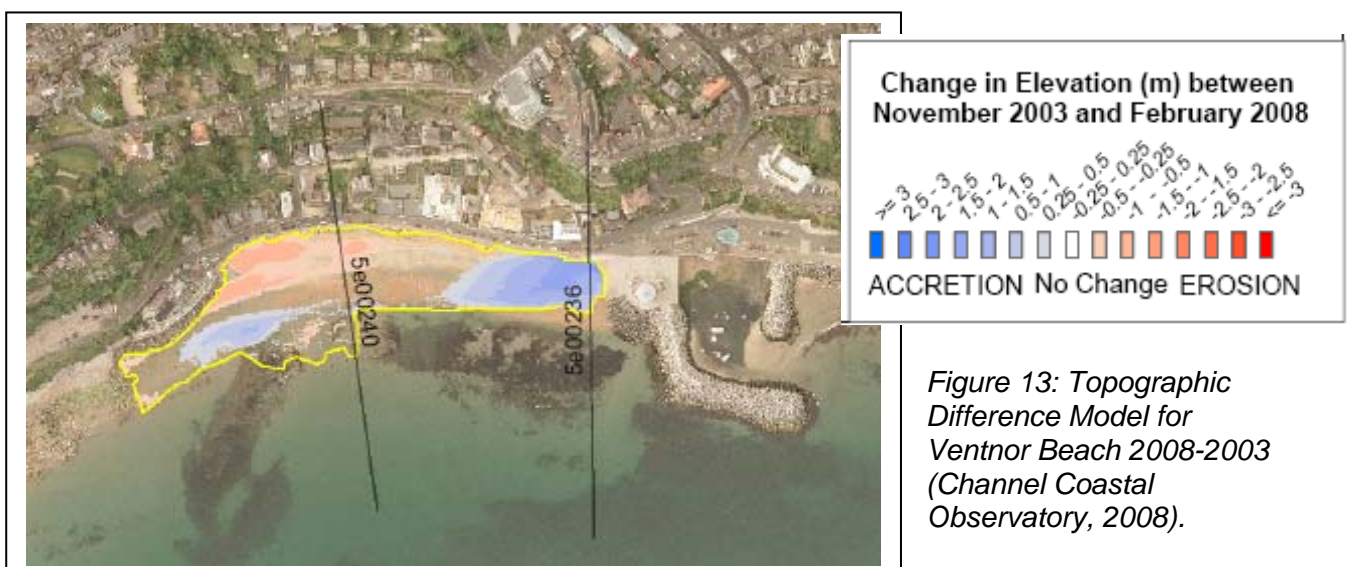 5e00240
5e00236
Change in Elevation (m) between
November 2003 and February 2008
>= 3
2.5 - 3
2 - 2.5
1.5 - 2
1 - 1.5
0.5 - 1
0.25 - 0.5
-0.25 - 0.25
-0.5 - -0.25
-1 - -0.5
-1.5 - -1
-2 - -1.5
-2.5 - -2
-3 - -2.5
<= -3
ACCRETION No Change EROSION
Figure 13: Topographic
Difference Model for
Ventnor Beach 2008-2003
(Channel Coastal
Observatory, 2008).